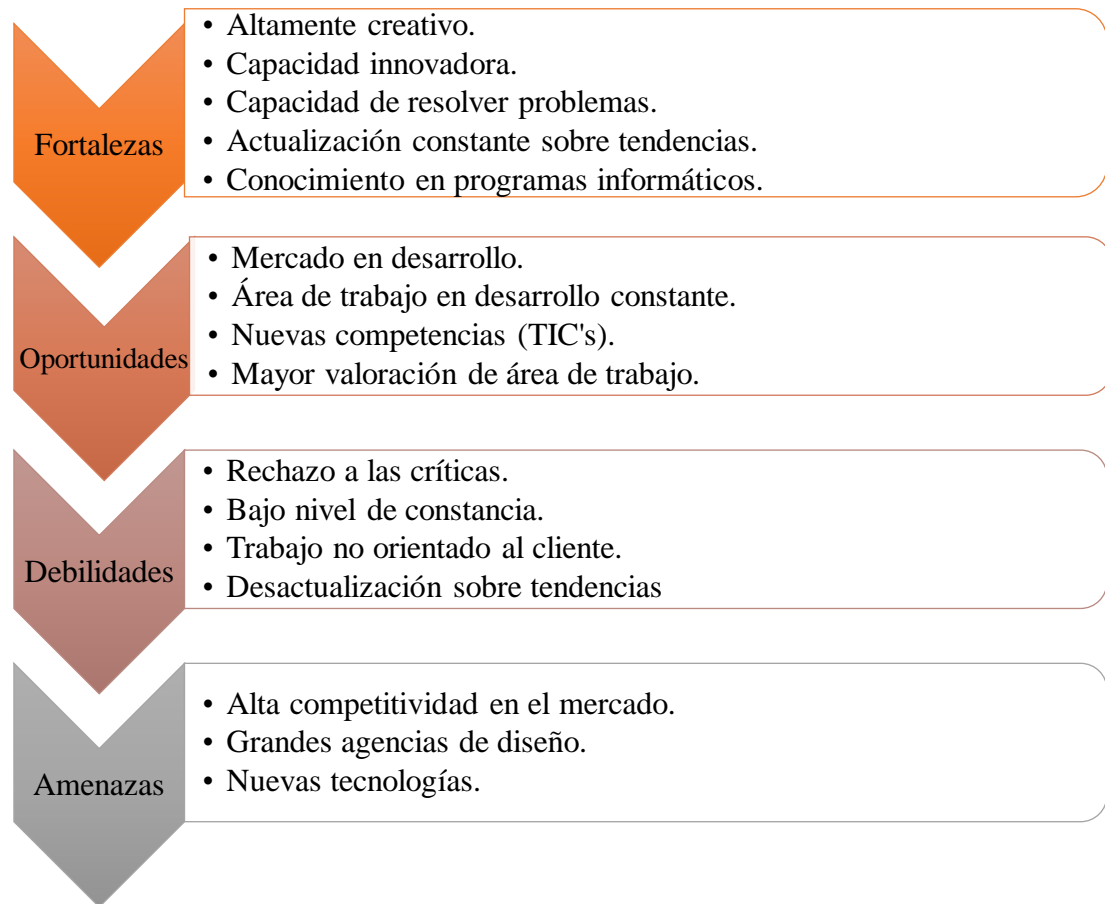 Fortalezas
• Altamente creativo.
• Capacidad innovadora.
• Capacidad de resolver problemas.
• Actualización constante sobre tendencias.
• Conocimiento en programas informáticos.
Oportunidades
• Mercado en desarrollo.
• Área de trabajo en desarrollo constante.
• Nuevas competencias (TIC's).
• Mayor valoración de área de trabajo.
Debilidades
• Rechazo a las críticas.
• Bajo nivel de constancia.
• Trabajo no orientado al cliente.
• Desactualización sobre tendencias
Amenazas
• Alta competitividad en el mercado.
• Grandes agencias de diseño.
• Nuevas tecnologías.